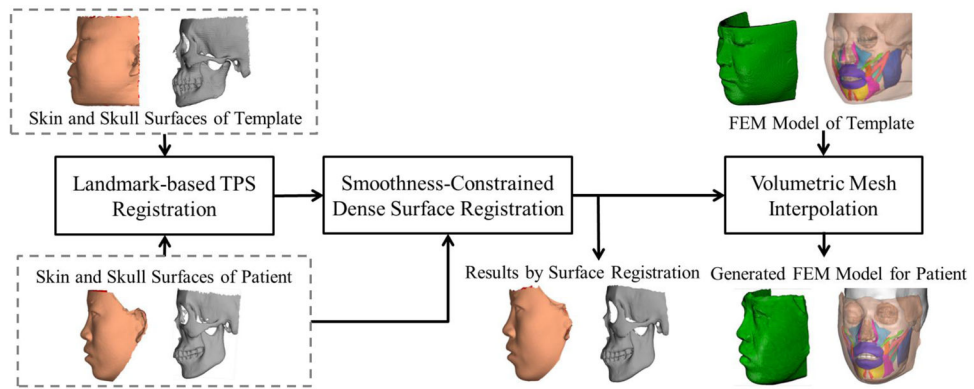 Skin and Skull Surfaces of Template
FEM Model of Template
Landmark-based TPS
Registration
Smoothness-Constrained
Dense Surface Registration
Volumetric Mesh
Interpolation
Skin and Skull Surfaces of Patient
Results by Surface Registration
Generated FEM Model for Patient